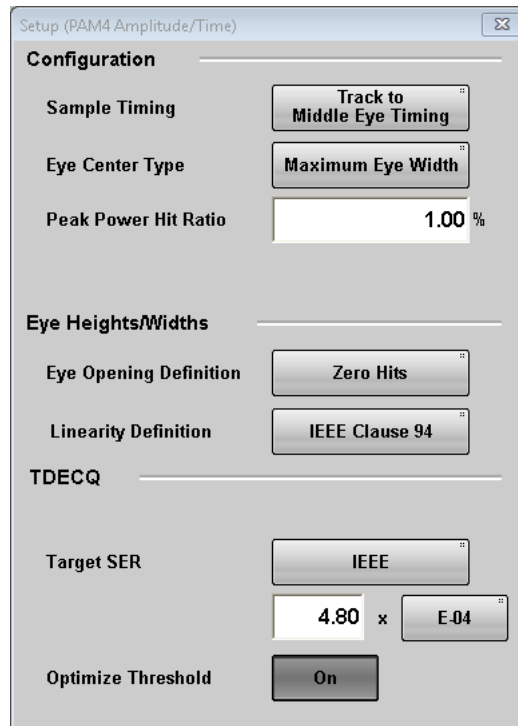 Setup (PAM4 Amplitude/Time)
Configuration
Sample Timing
Track to
Middle Eye Timing
Eye Center Type
Maximum Eye Width
Peak Power Hit Ratio
1.00 %
Eye Heights/Widths
Eye Opening Definition
Zero Hits
Linearity Definition
IEEE Clause 94
TDECQ
Target SER
IEEE
4.80 x E-04
Optimize Threshold
On